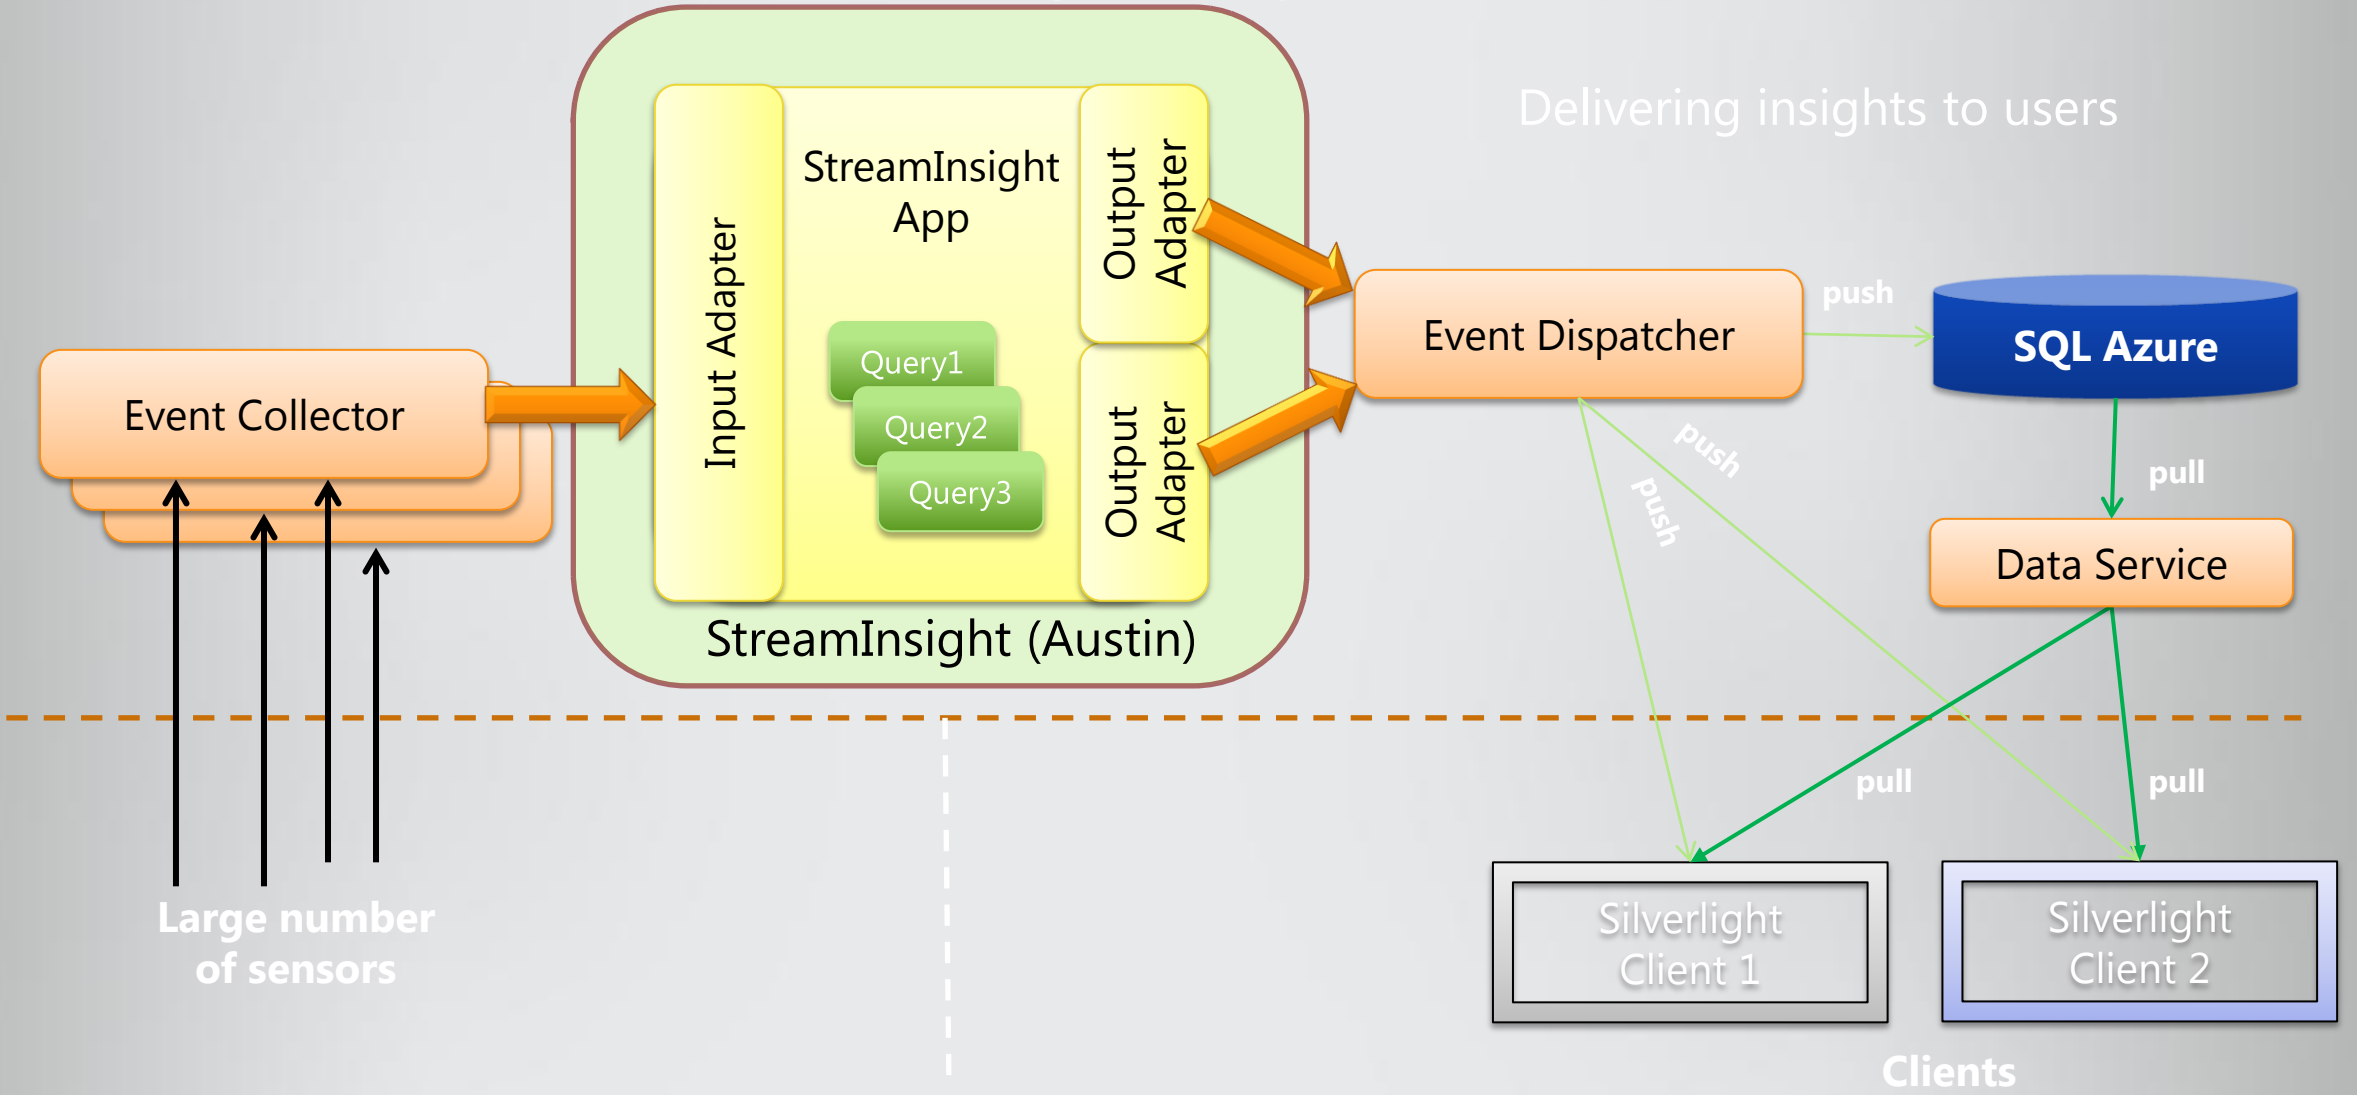 Delivering insights to users
StreamInsight
App
Input Adapter
Output
Adapter
Output
Adapter
Query1
Query2
Query3
StreamInsight (Austin)
Event Collector
Event Dispatcher
push
SQL Azure
push
push
pull
Data Service
pull
pull
Large number
of sensors
Silverlight
Client 1
Silverlight
Client 2
Clients